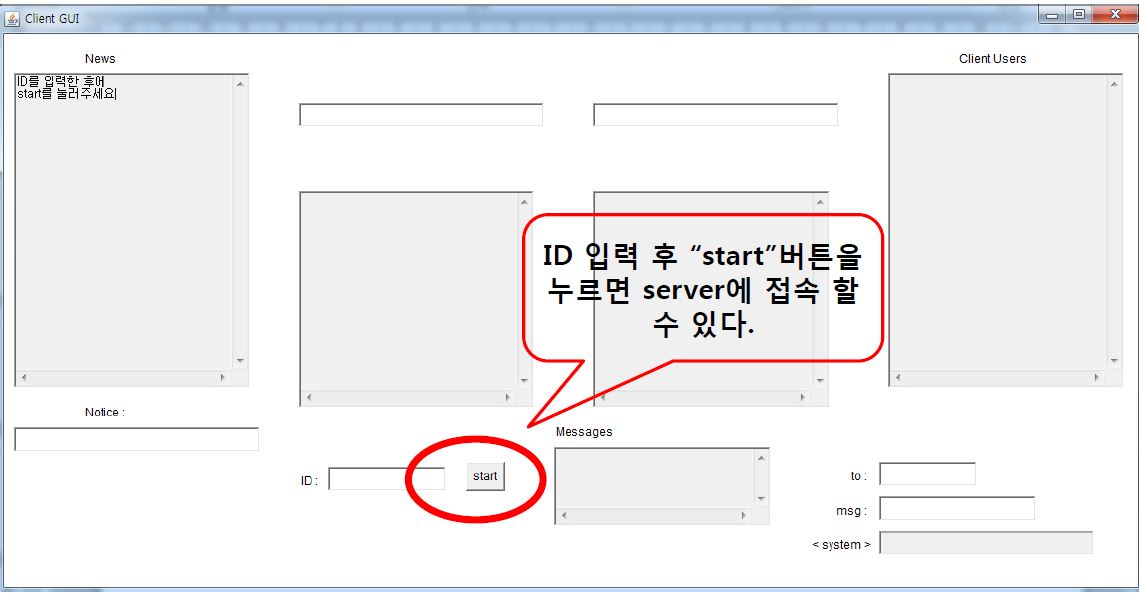 Client GUI
News
Client Users
ID를 입력한 후에
start를 눌러주세요
ID 입력 후 “start”버튼을
누르면 server에 접속 할
수 있다.
Notice :
Messages
ID :
start
to :
msg :
< system >